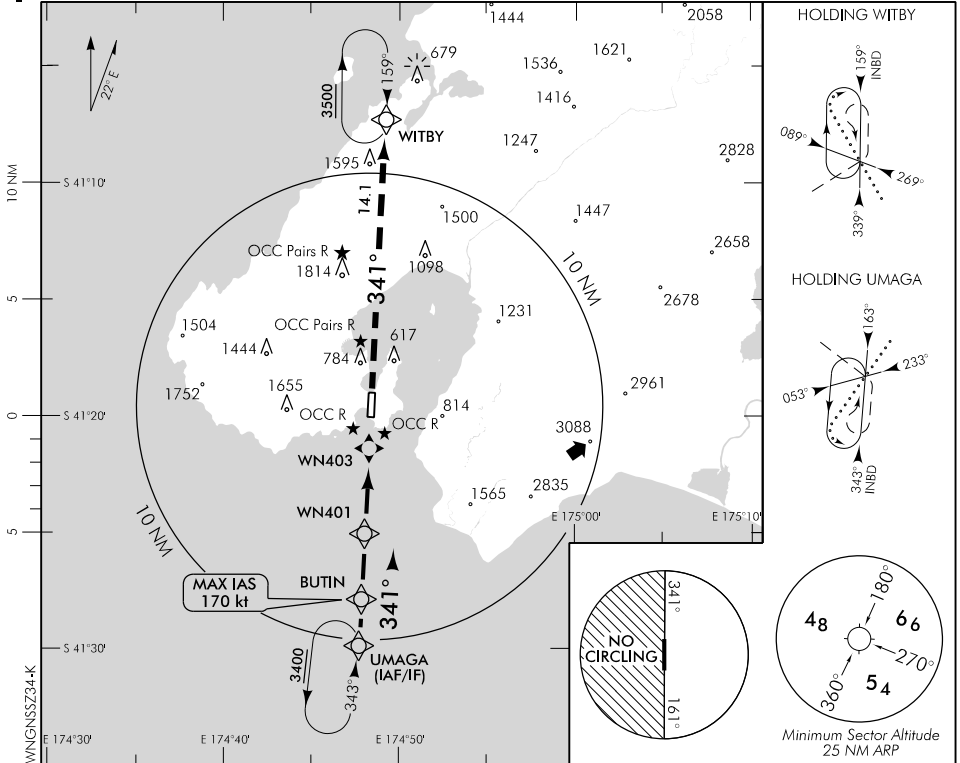 1444
2058
679
1621
1536
1416
22° E
159°
3500
WITBY
1247
2828
1595
10 NM
S 41°10'
14.1
1500
1447
OCC Pairs R
1814
1098
10 NM
2658
341°
2678
5
1504
OCC Pairs R
1231
1444
784
617
1752
1655
2961
0
S 41°20'
OCC R
OCC R
814
3088
WN403
1565
2835
WN401
E 175°00'
E 175°10'
5
10 NM
MAX IAS
170 kt
BUTIN
341°
S 41°30'
UMAGA
(IAF/IF)
3400
343°
WNGNSSZ34-K
E 174°30'
E 174°40'
E 174°50'
HOLDING WITBY
159°
INBD
089°
269°
339°
HOLDING UMAGA
163°
233°
053°
343°
INBD
341°
NO
CIRCLING
161°
180°
48
66
270°
54
360°
Minimum Sector Altitude
25 NM ARP